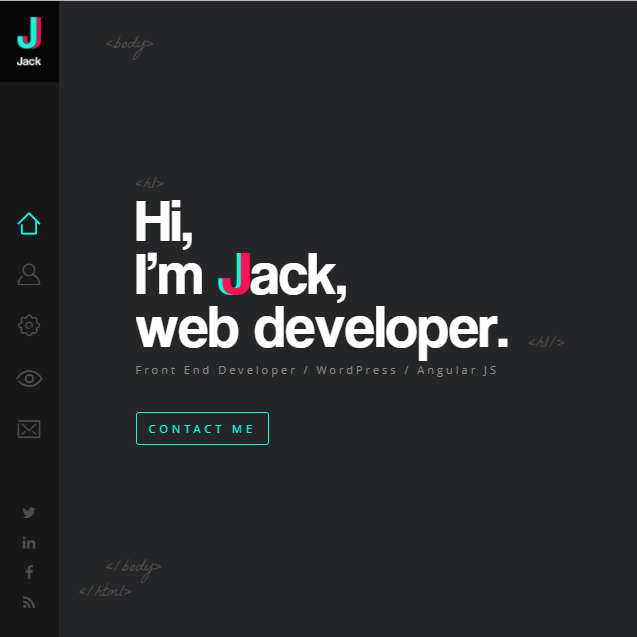 Jack
<body>
<h1>
Hi,
I'm Jack,
web developer.
<h1/>
Front End Developer / WordPress / Angular JS
CONTACT ME
</body>
</html>